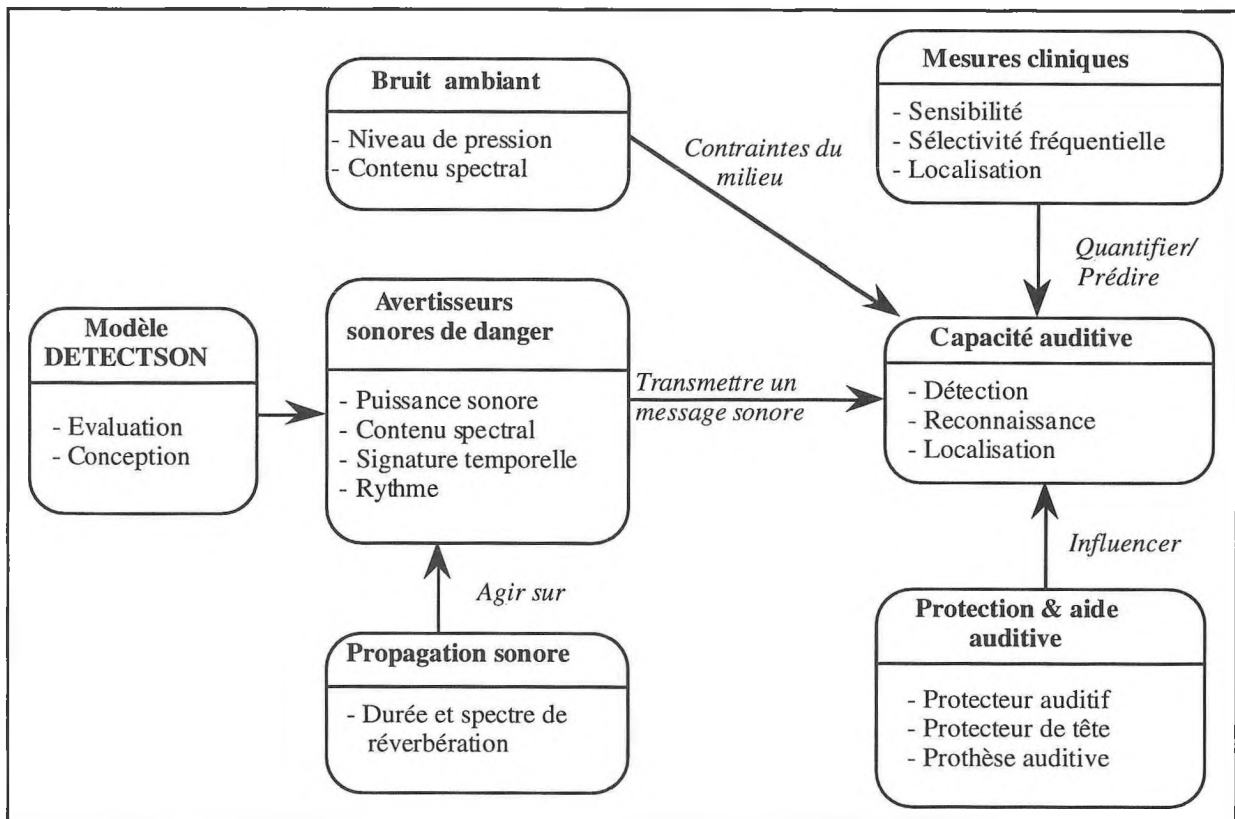 Bruit ambiant
- Niveau de pression
- Contenu spectral
Contraintes du
milieu
Mesures cliniques
- Sensibilité
- Sélectivité fréquentielle
- Localisation
Quantifier/
Prédire
Modèle
DETECTSON
- Evaluation
- Conception
Avertisseurs
sonores de danger
- Puissance sonore
- Contenu spectral
- Signature temporelle
- Rythme
Transmettre un
message sonore
Capacité auditive
- Détection
- Reconnaissance
- Localisation
Agir sur
Propagation sonore
- Durée et spectre de
réverbération
Influencer
Protection & aide
auditive
- Protecteur auditif
- Protecteur de tête
- Prothèse auditive